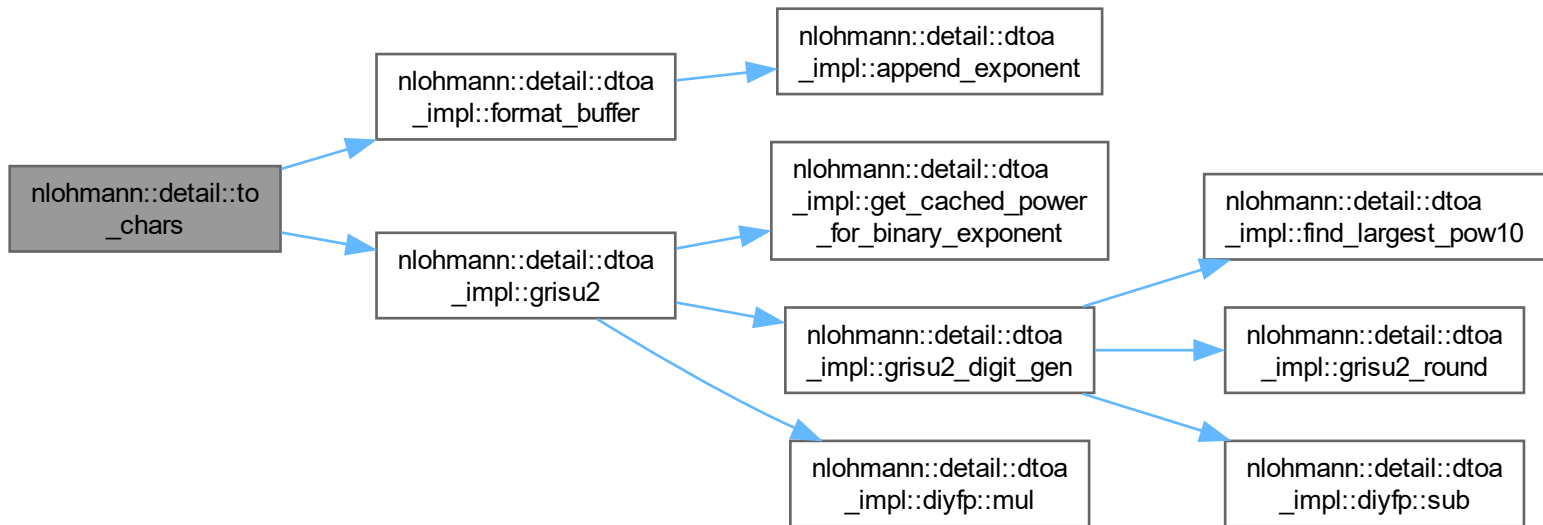 nlohmann::detail::to
_chars
nlohmann::detail::dtoa
_impl::format_buffer
nlohmann::detail::dtoa
_impl::append_exponent
nlohmann::detail::dtoa
_impl::grisu2
nlohmann::detail::dtoa
_impl::get_cached_power
_for_binary_exponent
nlohmann::detail::dtoa
_impl::grisu2_digit_gen
nlohmann::detail::dtoa
_impl::find_largest_pow10
nlohmann::detail::dtoa
_impl::grisu2_round
nlohmann::detail::dtoa
_impl::diyfp::sub
nlohmann::detail::dtoa
_impl::diyfp::mul